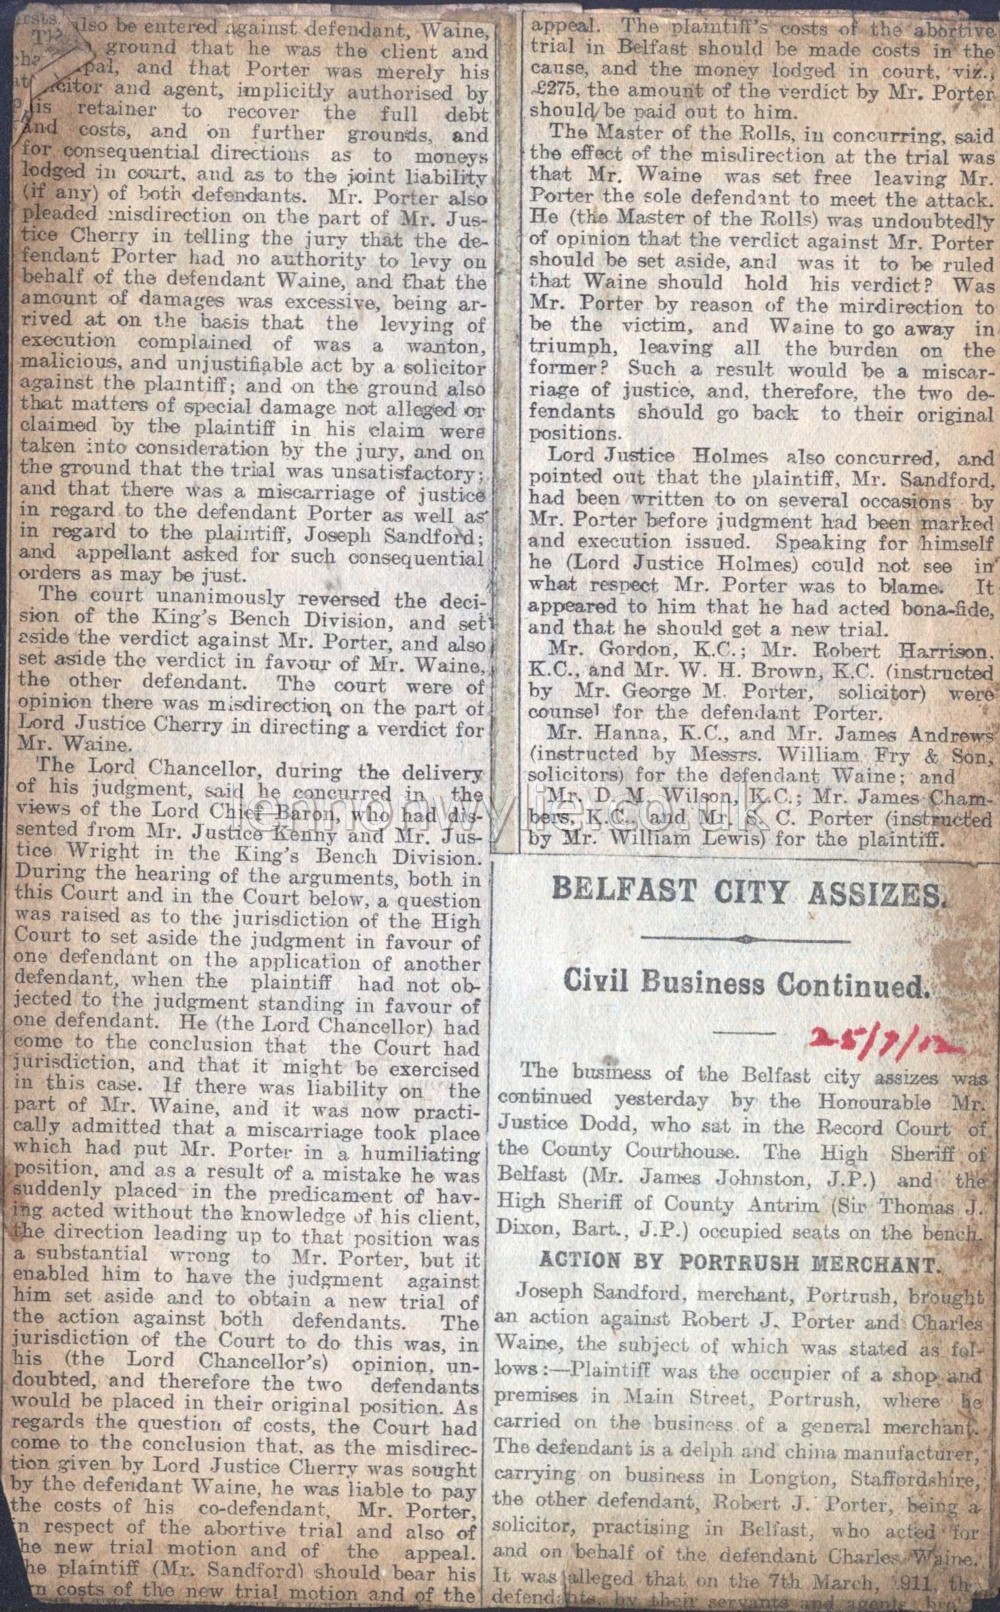 also be entered against defendant, Waine,
ground that he was the client and
pal, and that Porter was merely his
citor and agent, implicitly authorised by
his retainer to recover the full debt
and costs, and on further grounds, and
for consequential directions as to moneys
lodged in court, and as to the joint liability
(if any) of both defendants. Mr. Porter also
pleaded misdirection on the part of Mr. Jus-
tice Cherry in telling the jury that the de-
fendant Porter had no authority to levy on
behalf of the defendant Waine, and that the
amount of damages was excessive, being ar-
rived at on the basis that the levying of
execution complained of was a wanton,
malicious, and unjustifiable act by a solicitor
against the plaintiff; and on the ground also
that matters of special damage not alleged or
claimed by the plaintiff in his claim were
taken into consideration by the jury, and on
the ground that the trial was unsatisfactory;
and that there was a miscarriage of justice
in regard to the defendant Porter as well as
in regard to the plaintiff, Joseph Sandford;
and appellant asked for such consequential
orders as may be just.
The court unanimously reversed the deci-
sion of the King's Bench Division, and set
aside the verdict against Mr. Porter, and also
set aside the verdict in favour of Mr. Waine,
the other defendant. The court were of
opinion there was misdirection on the part of
Lord Justice Cherry in directing a verdict for
Mr. Waine.
The Lord Chancellor, during the delivery
of his judgment, said he concurred in the
views of the Lord Chief Baron, who had dis-
sented from Mr. Justice Kenny and Mr. Jus-
tice Wright in the King's Bench Division.
During the hearing of the arguments, both in
this Court and in the Court below, a question
was raised as to the jurisdiction of the High
Court to set aside the judgment in favour of
one defendant on the application of another
defendant, when the plaintiff had not ob-
jected to the judgment standing in favour of
one defendant. He (the Lord Chancellor) had
come to the conclusion that the Court had
jurisdiction, and that it might be exercised
in this case. If there was liability on the
part of Mr. Waine, and it was now practi-
cally admitted that a miscarriage took place
which had put Mr. Porter in a humiliating
position, and as a result of a mistake he was
suddenly placed in the predicament of hav-
ing acted without the knowledge of his client,
the direction leading up to that position was
a substantial wrong to Mr. Porter, but it
enabled him to have the judgment against
him set aside and to obtain a new trial of
the action against both defendants. The
jurisdiction of the Court to do this was, in
his (the Lord Chancellor's) opinion, un-
doubted, and therefore the two defendants
would be placed in their original position. As
regards the question of costs, the Court had
come to the conclusion that, as the misdirec-
tion given by Lord Justice Cherry was sought
by the defendant Waine, he was liable to pay
the costs of his co-defendant, Mr. Porter,
in respect of the abortive trial and also of
the new trial motion and of the appeal.
The plaintiff (Mr. Sandford) should bear his
own costs of the new trial motion and of the
appeal. The plaintiff's costs of the abortive
trial in Belfast should be made costs in the
cause, and the money lodged in court, viz.,
£275, the amount of the verdict by Mr. Porter
should be paid out to him.
The Master of the Rolls, in concurring, said
the effect of the misdirection at the trial was
that Mr. Waine was set free leaving Mr.
Porter the sole defendant to meet the attack.
He (the Master of the Rolls) was undoubtedly
of opinion that the verdict against Mr. Porter
should be set aside, and was it to be ruled
that Waine should hold his verdict? Was
Mr. Porter by reason of the mirdirection to
be the victim, and Waine to go away in
triumph, leaving all the burden on the
former? Such a result would be a miscar-
riage of justice, and, therefore, the two de-
fendants should go back to their original
positions.
Lord Justice Holmes also concurred, and
pointed out that the plaintiff, Mr. Sandford,
had been written to on several occasions by
Mr. Porter before judgment had been marked
and execution issued. Speaking for himself
he (Lord Justice Holmes) could not see in
what respect Mr. Porter was to blame. It
appeared to him that he had acted bona-fide,
and that he should get a new trial.
Mr. Gordon, K.C.; Mr. Robert Harrison,
K.C., and Mr. W. H. Brown, K.C. (instructed
by Mr. George M. Porter, solicitor) were
counsel for the defendant Porter.
Mr. Hanna, K.C., and Mr. James Andrews
(instructed by Messrs. William Fry & Son,
solicitors) for the defendant Waine; and
Mr. D. M. Wilson, K.C.; Mr. James Cham-
bers, K.C., and Mr. S. C. Porter (instructed
by Mr. William Lewis) for the plaintiff.
BELFAST CITY ASSIZES.
Civil Business Continued.
25/7/12
The business of the Belfast city assizes was
continued yesterday by the Honourable Mr.
Justice Dodd, who sat in the Record Court of
the County Courthouse. The High Sheriff of
Belfast (Mr. James Johnston, J.P.) and the
High Sheriff of County Antrim (Sir Thomas J.
Dixon, Bart., J.P.) occupied seats on the bench.
ACTION BY PORTRUSH MERCHANT.
Joseph Sandford, merchant, Portrush, brought
an action against Robert J. Porter and Charles
Waine, the subject of which was stated as fol-
lows:—Plaintiff was the occupier of a shop and
premises in Main Street, Portrush, where he
carried on the business of a general merchant.
The defendant is a delph and china manufacturer,
carrying on business in Longton, Staffordshire,
the other defendant, Robert J. Porter, being a
solicitor, practising in Belfast, who acted for
and on behalf of the defendant Charles Waine.
It was alleged that on the 7th March, 1911, the
defendants, by their servants and agents